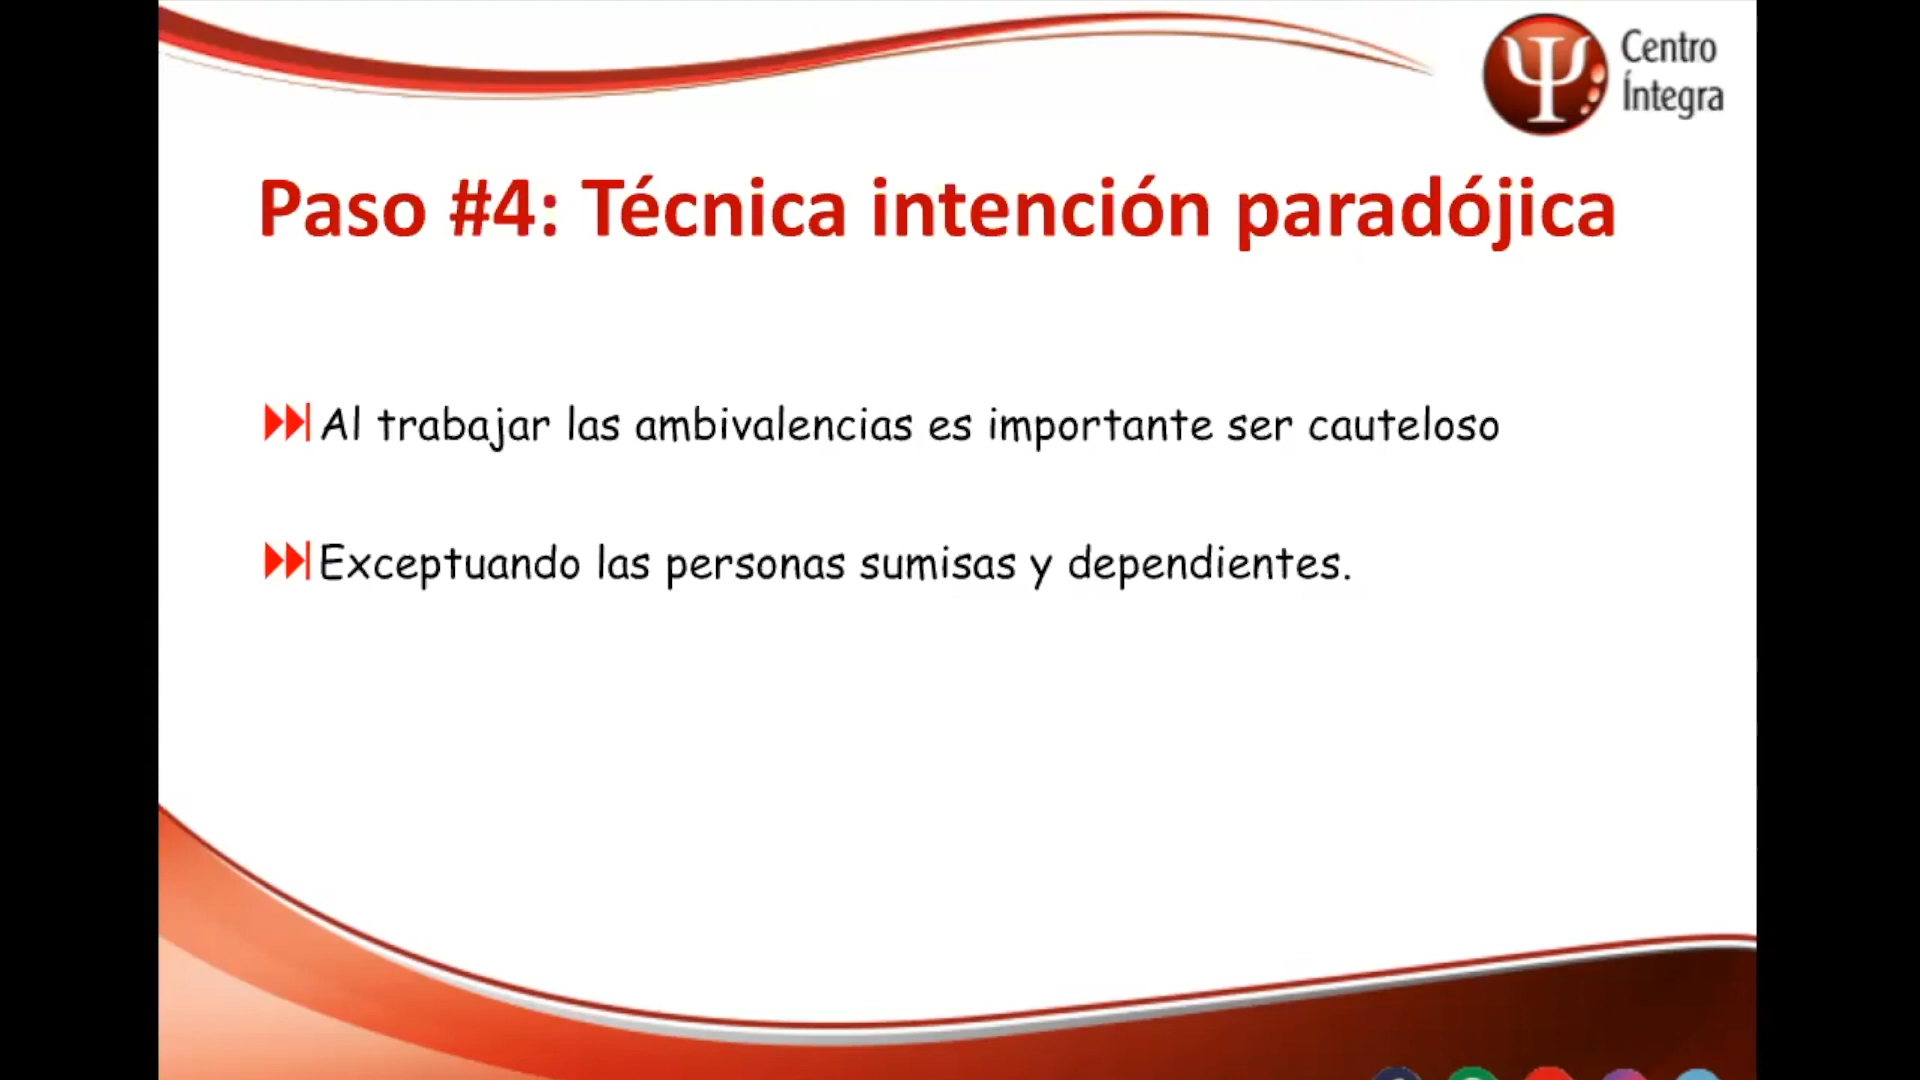 Centro
Íntegra
Paso #4: Técnica intención paradójica
Al trabajar las ambivalencias es importante ser cauteloso
Exceptuando las personas sumisas y dependientes.